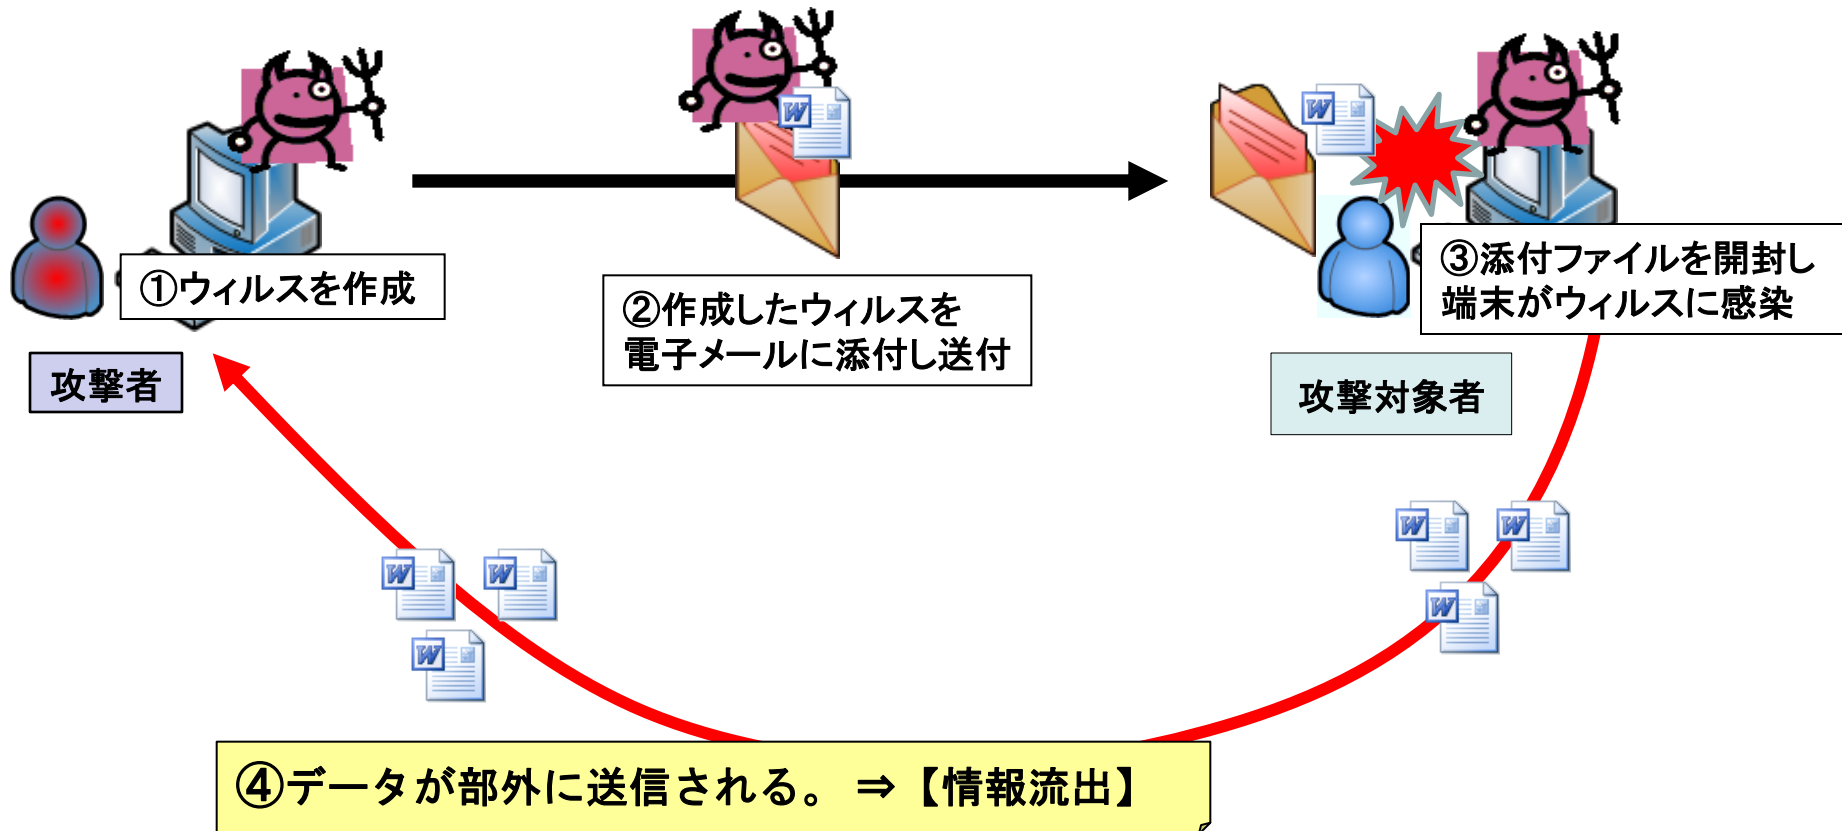 ①ウィルスを作成
攻撃者
②作成したウィルスを
電子メールに添付し送付
③添付ファイルを開封し
端末がウィルスに感染
攻撃対象者
④データが部外に送信される。 ⇒【情報流出】
W
W
W
W
W
W
W
W